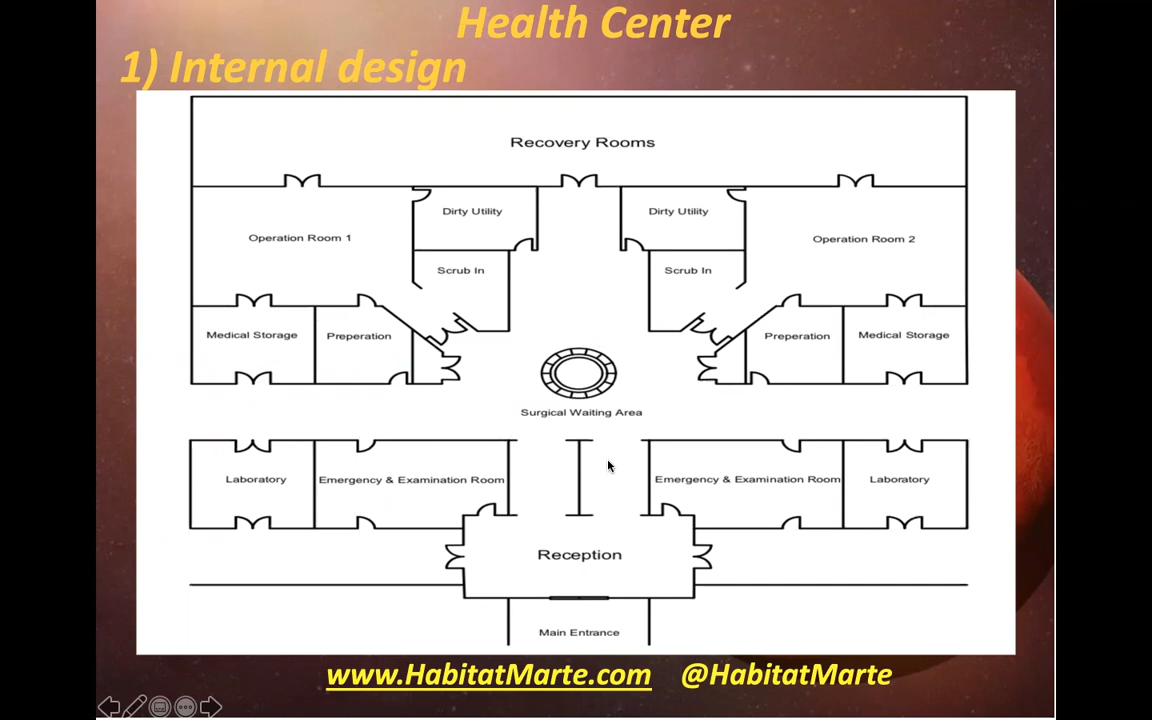 Health Center
1) Internal design
Recovery Rooms
Dirty Utility
Dirty Utility
Operation Room 1
Operation Room 2
Scrub In
Scrub In
Medical Storage
Preperation
Preperation
Medical Storage
Surgical Waiting Area
Laboratory
Emergency & Examination Room
Emergency & Examination Room
Laboratory
Reception
Main Entrance
www.HabitatMarte.com @HabitatMarte